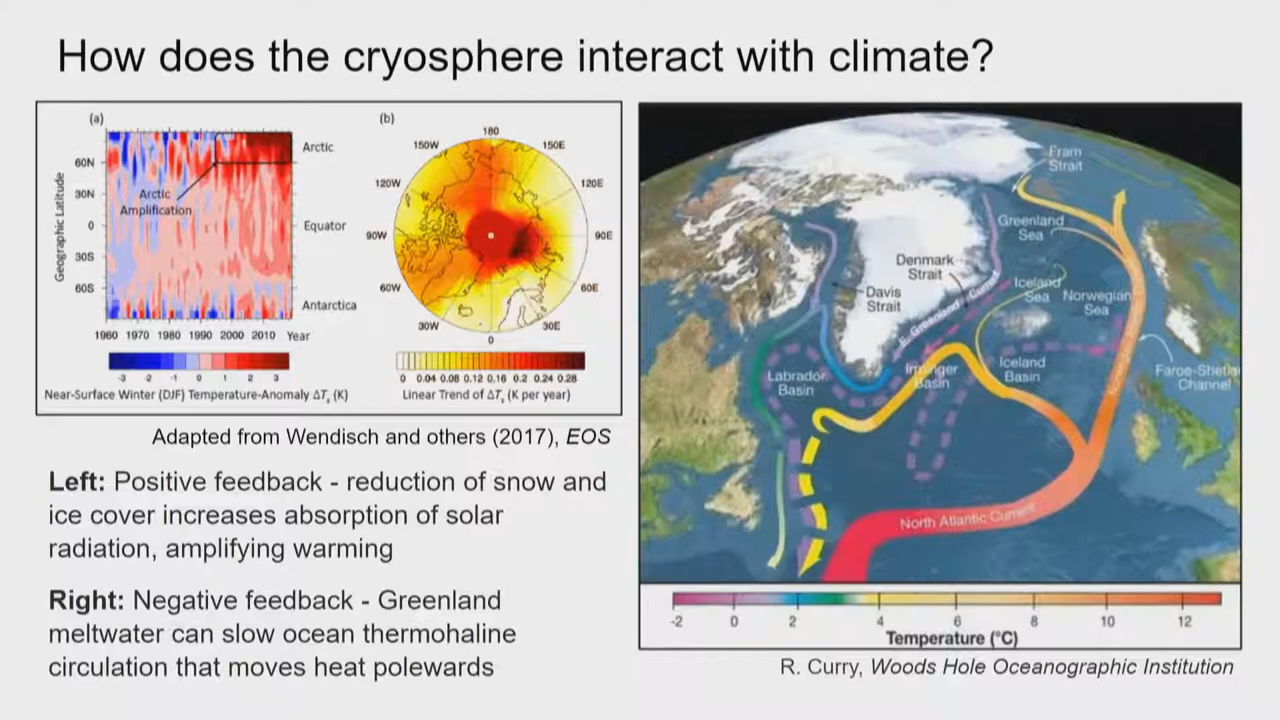 How does the cryosphere interact with climate?
(a)
60N
30N
0
30S
60S
Geographic Latitude
Arctic
Amplification
Arctic
Equator
Antarctica
1960 1970 1980 1990 2000 2010 Year
-3 -2 -1 0 1 2 3
Near-Surface Winter (DJF) Temperature-Anomaly ΔTs (K)
(b)
180
150W 150E
120W 120E
90W 90E
60W 60E
30W 30E
0
0 0.04 0.08 0.12 0.16 0.2 0.24 0.28
Linear Trend of ΔTs (K per year)
Adapted from Wendisch and others (2017), EOS
Left: Positive feedback - reduction of snow and
ice cover increases absorption of solar
radiation, amplifying warming
Right: Negative feedback - Greenland
meltwater can slow ocean thermohaline
circulation that moves heat polewards
Fram
Strait
Greenland
Sea
Denmark
Strait
Iceland
Sea
Norwegian
Sea
Davis
Strait
E. Greenland Current
Labrador
Basin
Irminger
Basin
Iceland
Basin
Faroe-Shetla
Channel
North Atlantic Current
-2 0 2 4 6 8 10 12
Temperature (°C)
R. Curry, Woods Hole Oceanographic Institution